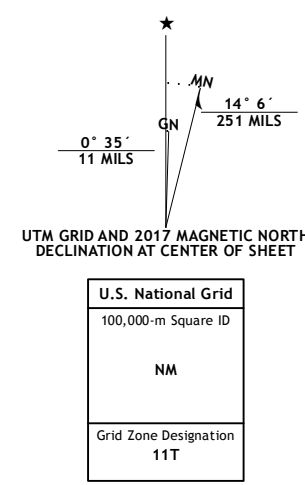 ★
MN
GN
14° 6´
251 MILS
0° 35´
11 MILS
UTM GRID AND 2017 MAGNETIC NORTH
DECLINATION AT CENTER OF SHEET
U.S. National Grid
100,000-m Square ID
NM
Grid Zone Designation
11T